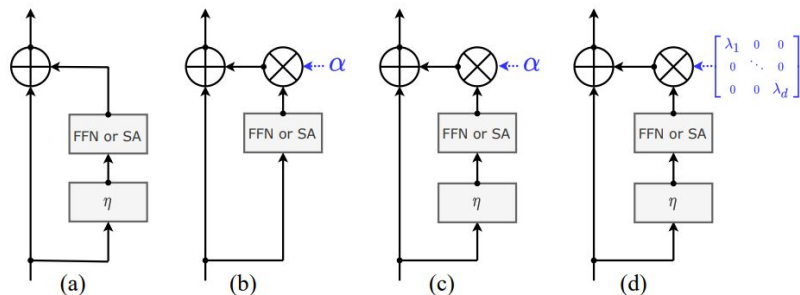 α
α
λ₁ 0 0
0 ⋱ 0
0 0 λd
FFN or SA
FFN or SA
FFN or SA
FFN or SA
η
η
η
(a)
(b)
(c)
(d)